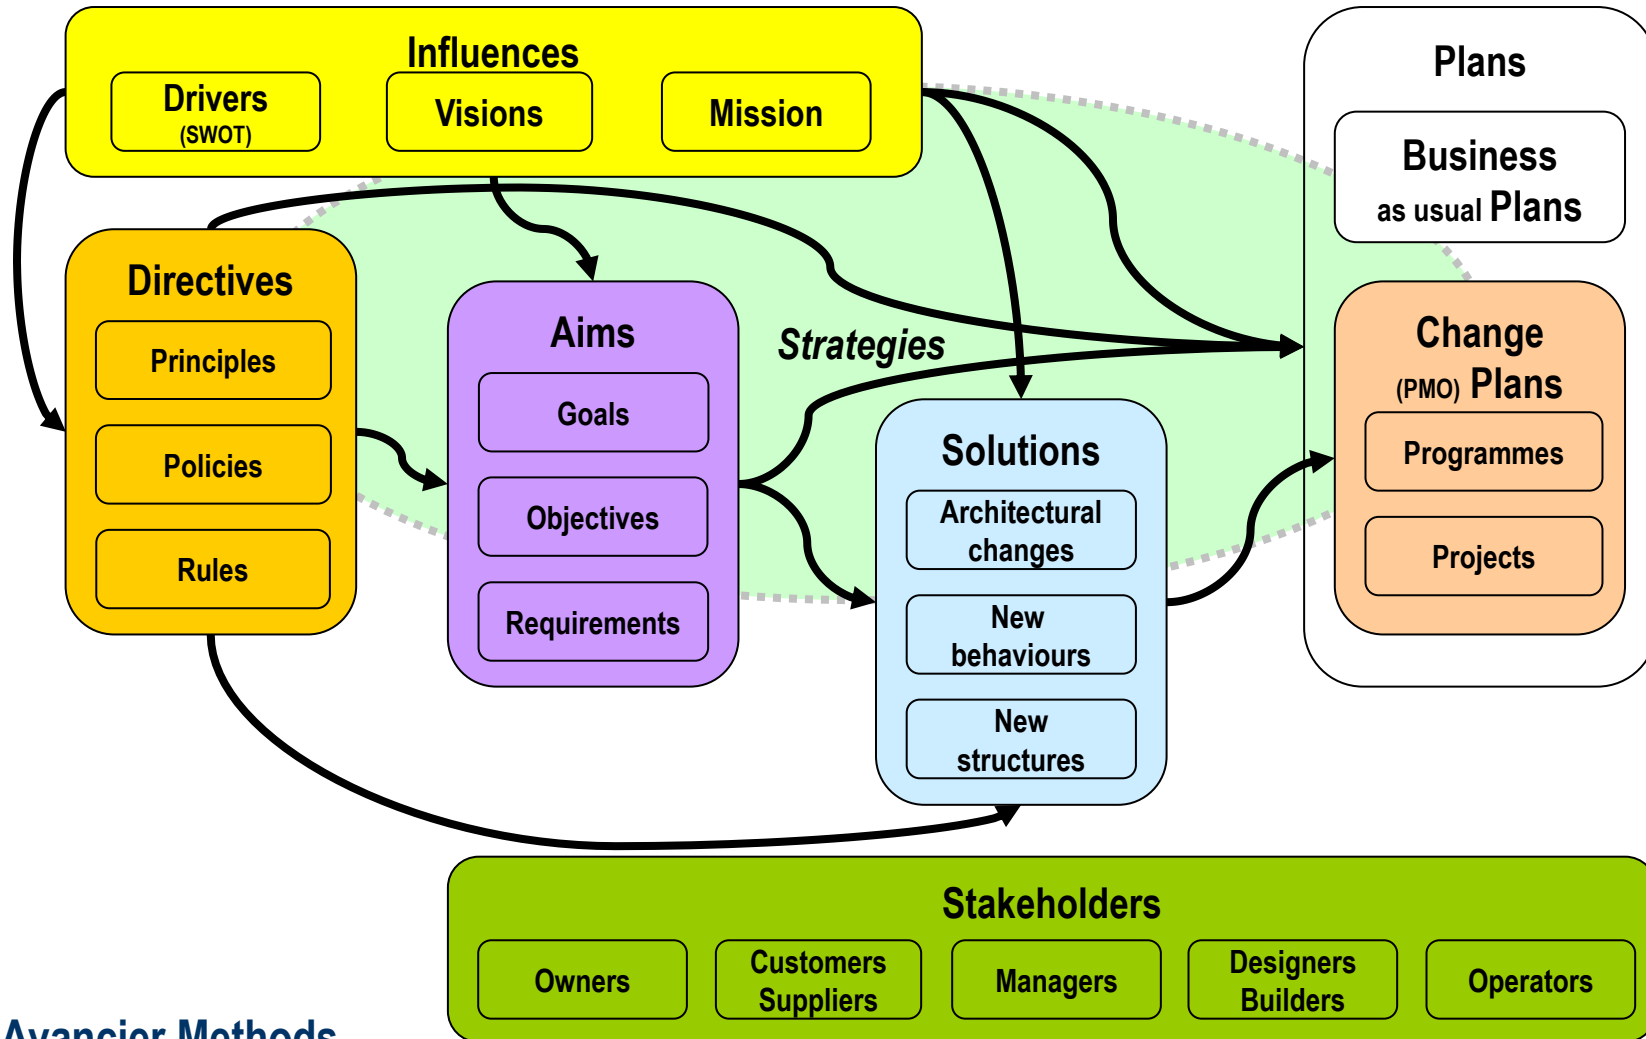 Influences
Drivers
(SWOT)
Visions
Mission
Plans
Business
as usual Plans
Directives
Principles
Policies
Rules
Aims
Goals
Objectives
Requirements
Strategies
Solutions
Architectural
changes
New
behaviours
New
structures
Change
(PMO) Plans
Programmes
Projects
Stakeholders
Owners
Customers
Suppliers
Managers
Designers
Builders
Operators
Avancier Methods